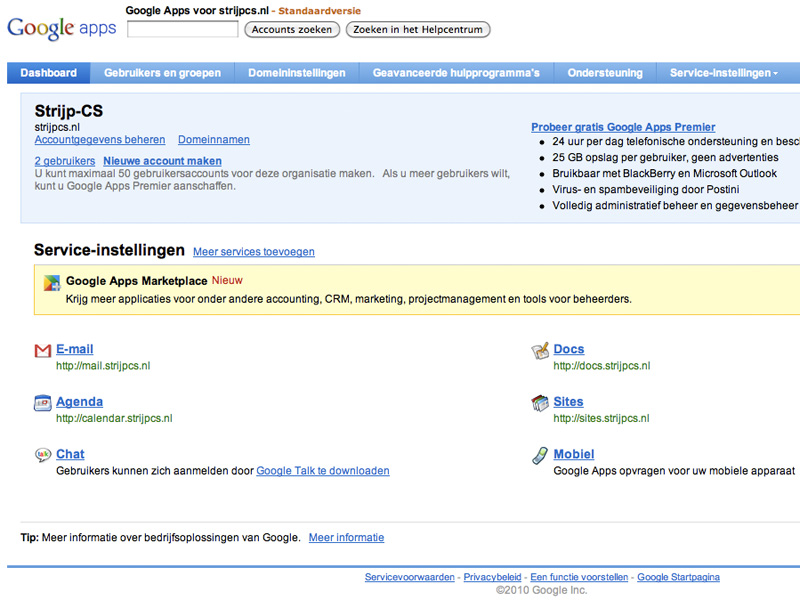 Google apps
Google Apps voor strijpcs.nl - Standaardversie
Accounts zoeken
Zoeken in het Helpcentrum
Dashboard
Gebruikers en groepen
Domeininstellingen
Geavanceerde hulpprogramma's
Ondersteuning
Service-instellingen
Strijp-CS
strijpcs.nl
Accountgegevens beheren Domeinnamen
2 gebruikers Nieuwe account maken
U kunt maximaal 50 gebruikersaccounts voor deze organisatie maken. Als u meer gebruikers wilt,
kunt u Google Apps Premier aanschaffen.
Probeer gratis Google Apps Premier
• 24 uur per dag telefonische ondersteuning en besc
• 25 GB opslag per gebruiker, geen advertenties
• Bruikbaar met BlackBerry en Microsoft Outlook
• Virus- en spambeveiliging door Postini
• Volledig administratief beheer en gegevensbeheer
Service-instellingen Meer services toevoegen
Google Apps Marketplace Nieuw
Krijg meer applicaties voor onder andere accounting, CRM, marketing, projectmanagement en tools voor beheerders.
E-mail
http://mail.strijpcs.nl
Docs
http://docs.strijpcs.nl
Agenda
http://calendar.strijpcs.nl
Sites
http://sites.strijpcs.nl
talk
Chat
Gebruikers kunnen zich aanmelden door Google Talk te downloaden
Mobiel
Google Apps opvragen voor uw mobiele apparaat
Tip: Meer informatie over bedrijfsoplossingen van Google. Meer informatie
Servicevoorwaarden - Privacybeleid - Een functie voorstellen - Google Startpagina
©2010 Google Inc.